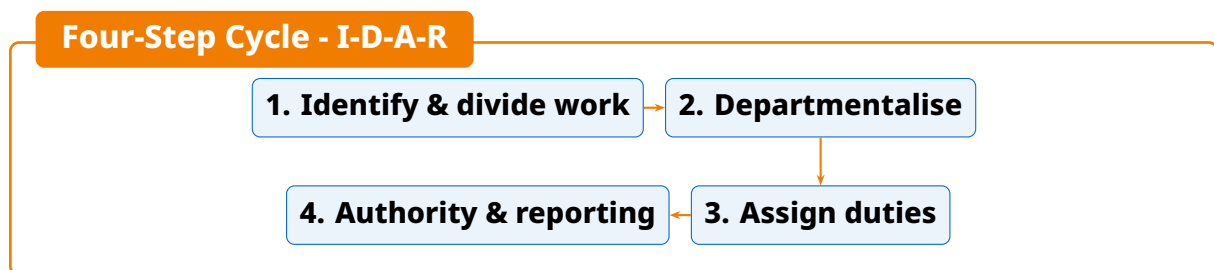 Four-Step Cycle - I-D-A-R
1. Identify & divide work
2. Departmentalise
3. Assign duties
4. Authority & reporting